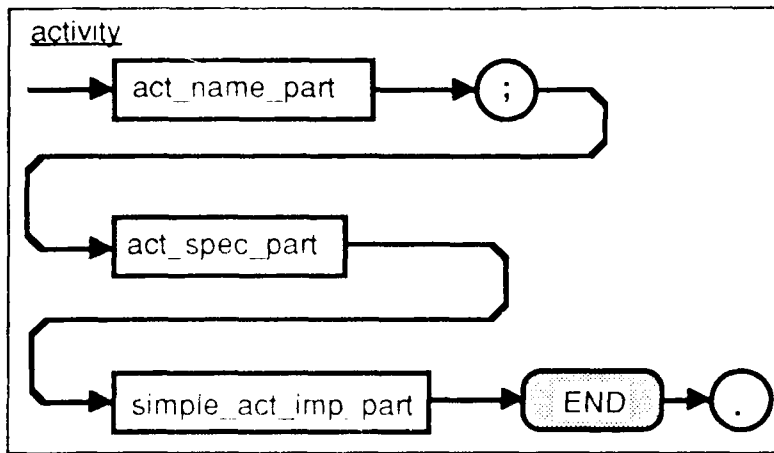 activity
act_name_part ;
act_spec_part
simple_act_imp_part END .